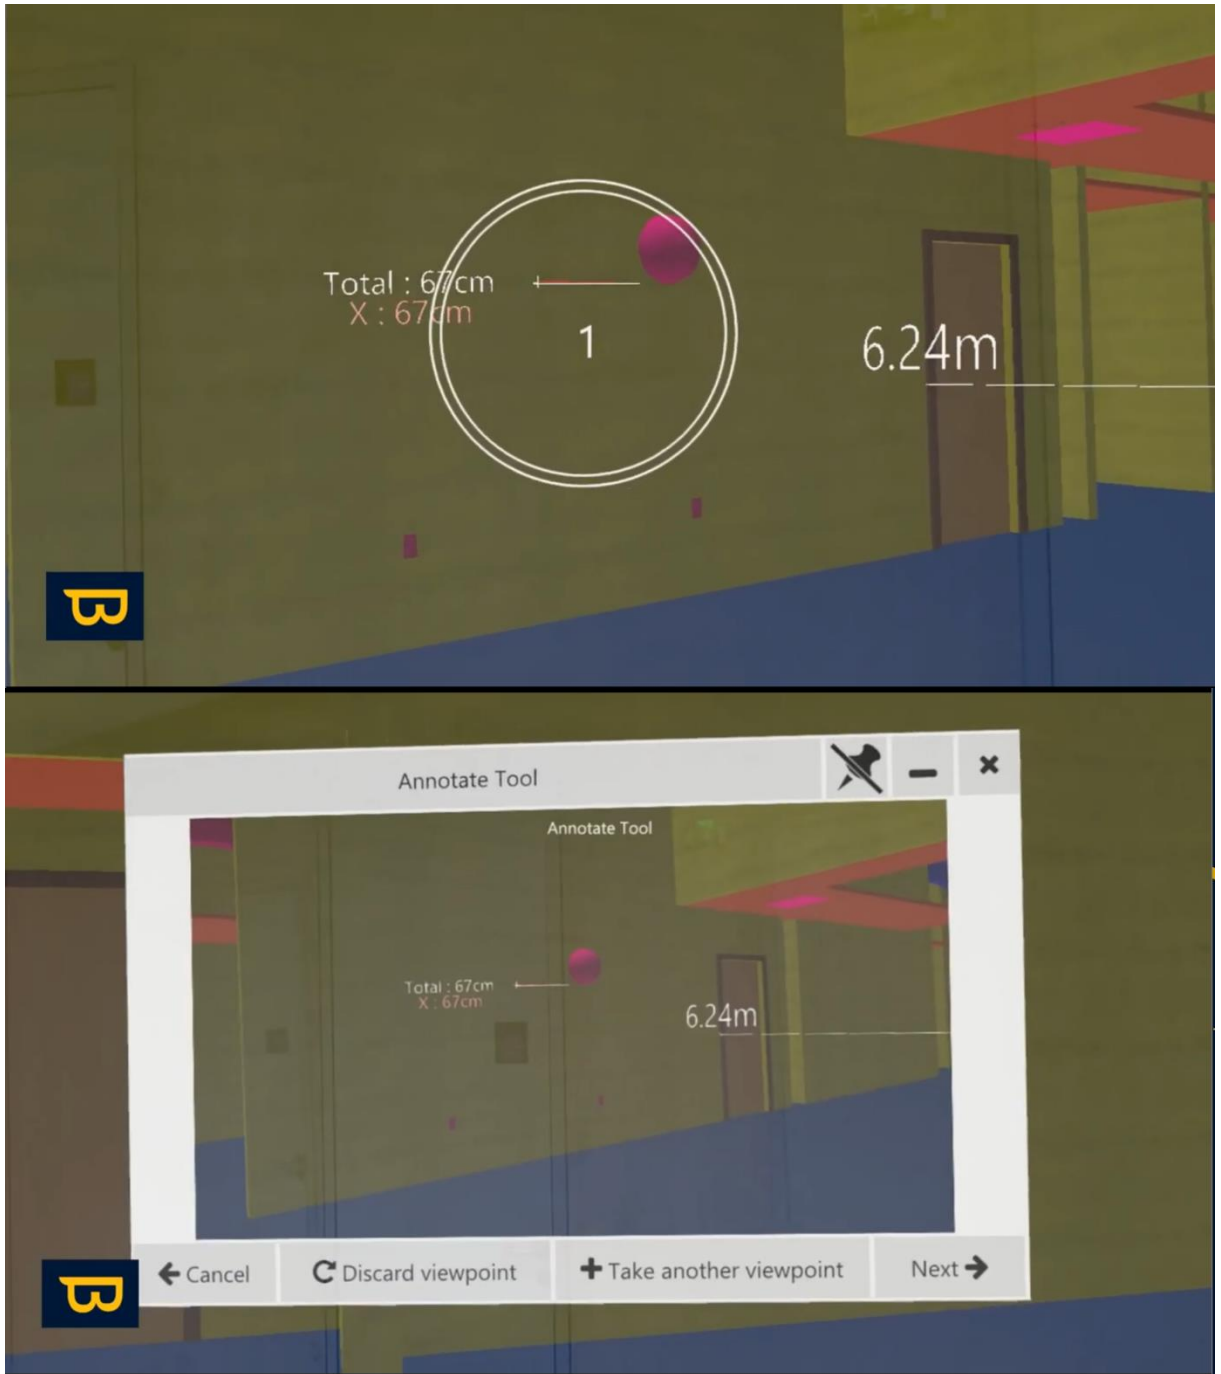 Total : 67cm
X : 67cm
1
6.24m
Annotate Tool
Annotate Tool
Total : 67cm
X : 67cm
6.24m
Cancel
Discard viewpoint
Take another viewpoint
Next